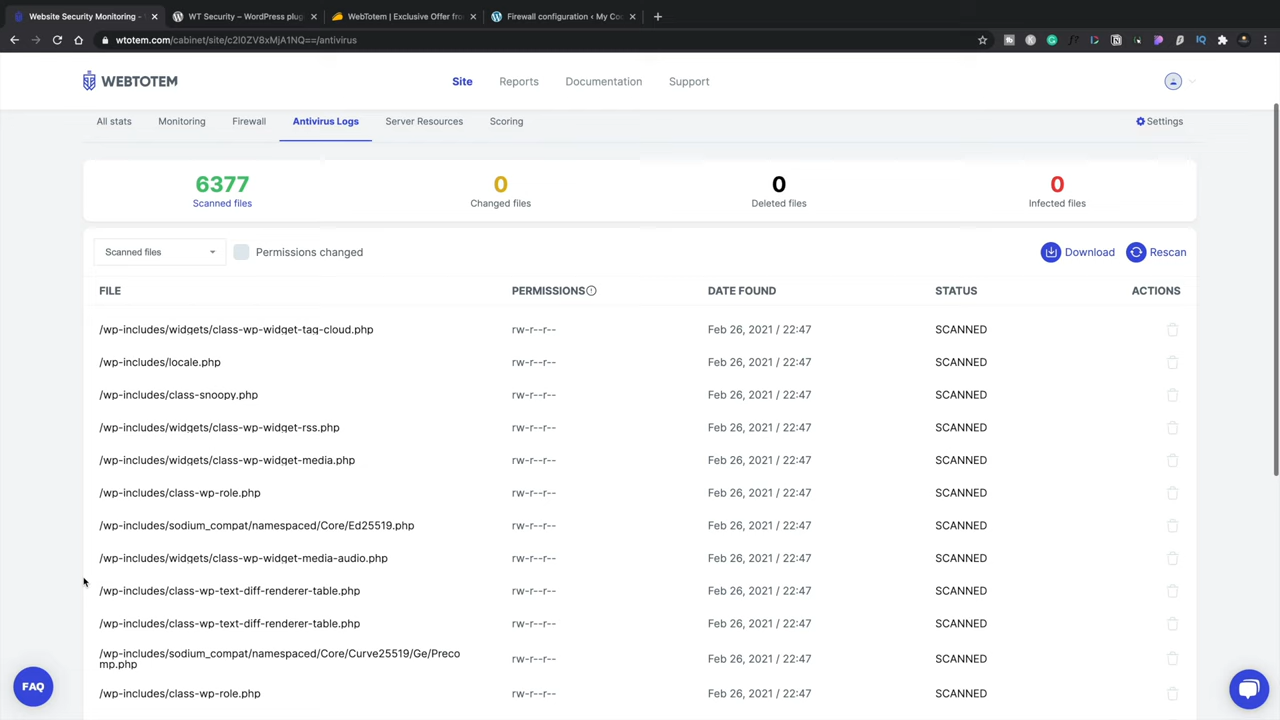 Website Security Monitoring -
WT Security – WordPress plug
WebTotem | Exclusive Offer fro
Firewall configuration ‹ My Co
wtotem.com/cabinet/site/c2l0ZV8xMjA1NQ==/antivirus
WEBTOTEM
Site
Reports
Documentation
Support
All stats
Monitoring
Firewall
Antivirus Logs
Server Resources
Scoring
Settings
6377
Scanned files
0
Changed files
0
Deleted files
0
Infected files
Scanned files
Permissions changed
Download
Rescan
FILE PERMISSIONS DATE FOUND STATUS ACTIONS
/wp-includes/widgets/class-wp-widget-tag-cloud.php rw-r--r-- Feb 26, 2021 / 22:47 SCANNED
/wp-includes/locale.php rw-r--r-- Feb 26, 2021 / 22:47 SCANNED
/wp-includes/class-snoopy.php rw-r--r-- Feb 26, 2021 / 22:47 SCANNED
/wp-includes/widgets/class-wp-widget-rss.php rw-r--r-- Feb 26, 2021 / 22:47 SCANNED
/wp-includes/widgets/class-wp-widget-media.php rw-r--r-- Feb 26, 2021 / 22:47 SCANNED
/wp-includes/class-wp-role.php rw-r--r-- Feb 26, 2021 / 22:47 SCANNED
/wp-includes/sodium_compat/namespaced/Core/Ed25519.php rw-r--r-- Feb 26, 2021 / 22:47 SCANNED
/wp-includes/widgets/class-wp-widget-media-audio.php rw-r--r-- Feb 26, 2021 / 22:47 SCANNED
/wp-includes/class-wp-text-diff-renderer-table.php rw-r--r-- Feb 26, 2021 / 22:47 SCANNED
/wp-includes/class-wp-text-diff-renderer-table.php rw-r--r-- Feb 26, 2021 / 22:47 SCANNED
/wp-includes/sodium_compat/namespaced/Core/Curve25519/Ge/Preco
mp.php rw-r--r-- Feb 26, 2021 / 22:47 SCANNED
/wp-includes/class-wp-role.php rw-r--r-- Feb 26, 2021 / 22:47 SCANNED
FAQ